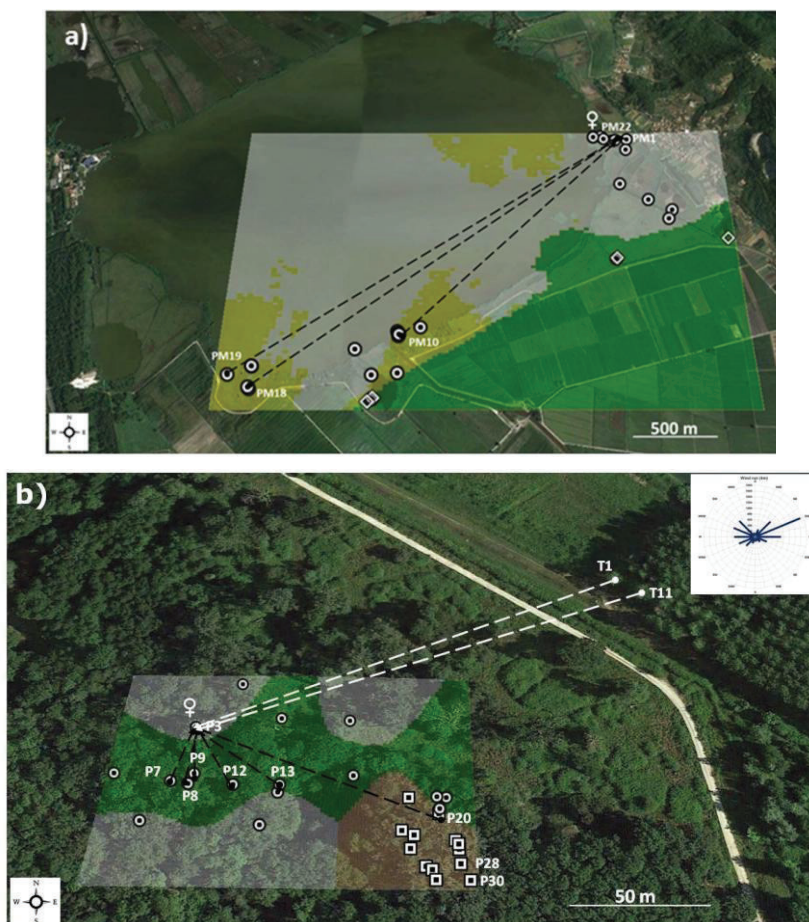 a)
♀
PM22 PM1
PM19
PM10
PM18
N
W E
S
500 m
b)
T1
T11
♀
P3
P9
P7
P12
P13
P8
P20
P28
P30
N
W E
S
50 m